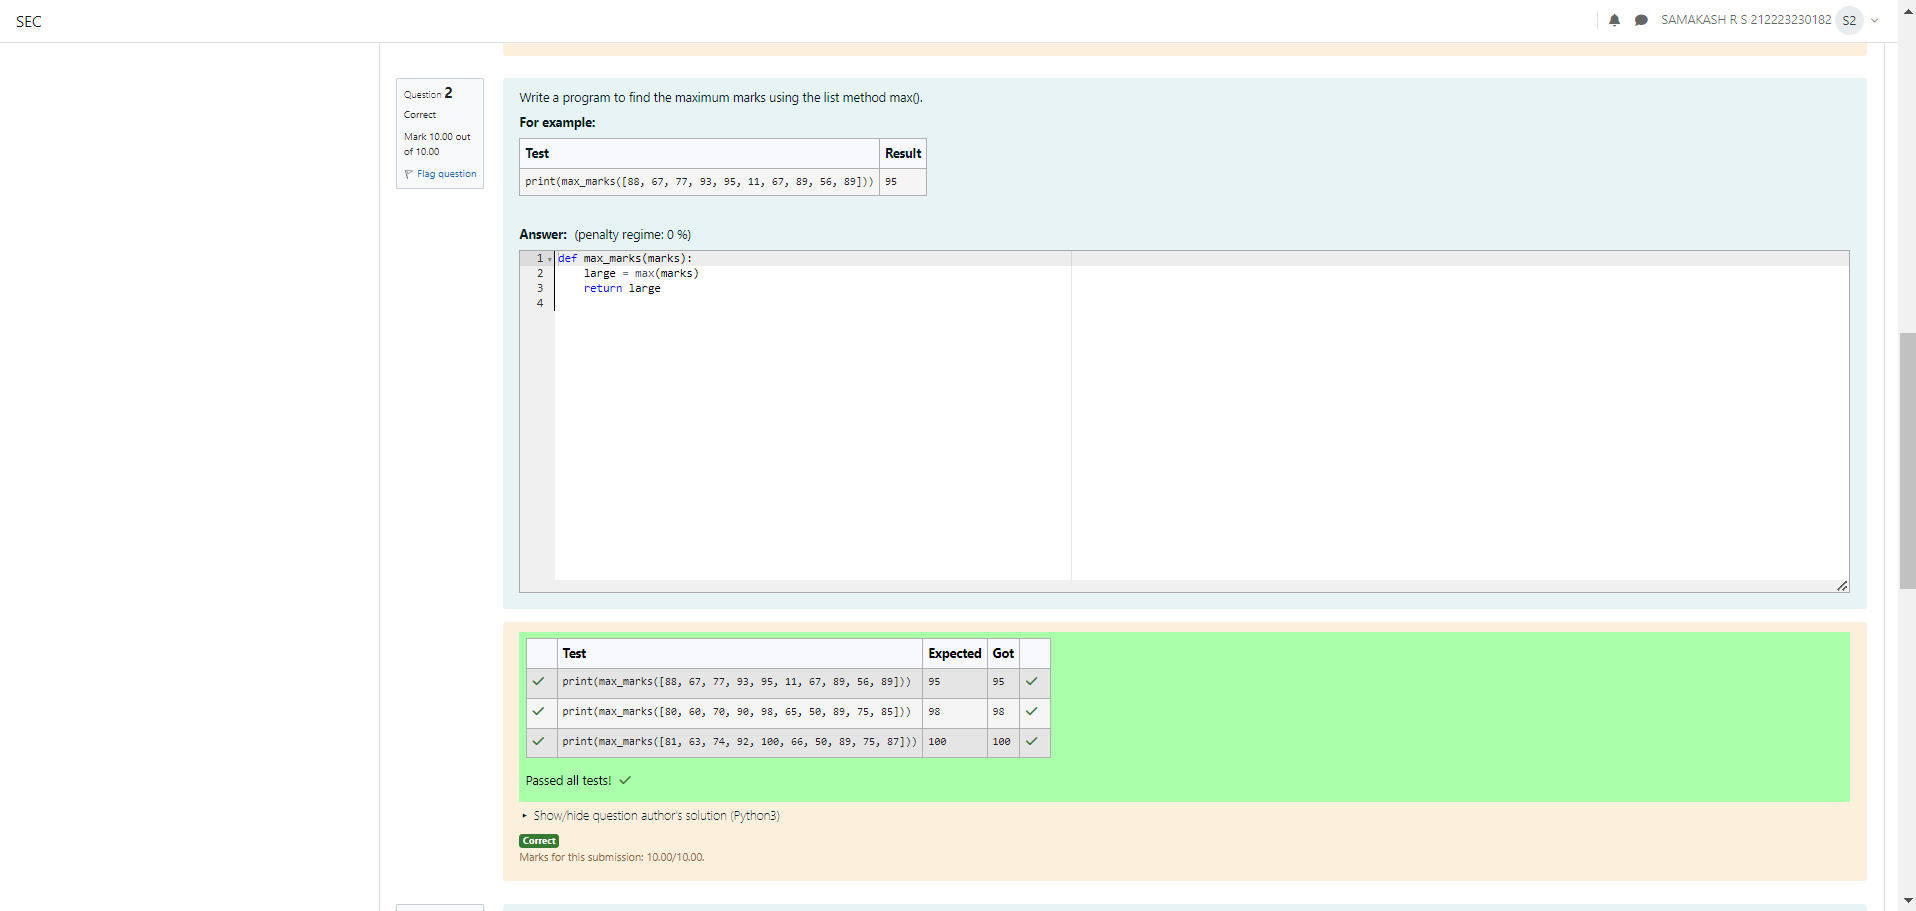 SEC
SAMAKASH R S 212223230182 S2
Question 2
Correct
Mark 10.00 out
of 10.00
Flag question
Write a program to find the maximum marks using the list method max().
For example:
Test Result
print(max_marks([88, 67, 77, 93, 95, 11, 67, 89, 56, 89])) 95
Answer: (penalty regime: 0 %)
1 def max_marks(marks):
2     large = max(marks)
3     return large
4
Test Expected Got
print(max_marks([88, 67, 77, 93, 95, 11, 67, 89, 56, 89])) 95 95
print(max_marks([80, 60, 70, 90, 98, 65, 50, 89, 75, 85])) 98 98
print(max_marks([81, 63, 74, 92, 100, 66, 50, 89, 75, 87])) 100 100
Passed all tests!
Show/hide question author's solution (Python3)
Correct
Marks for this submission: 10.00/10.00.